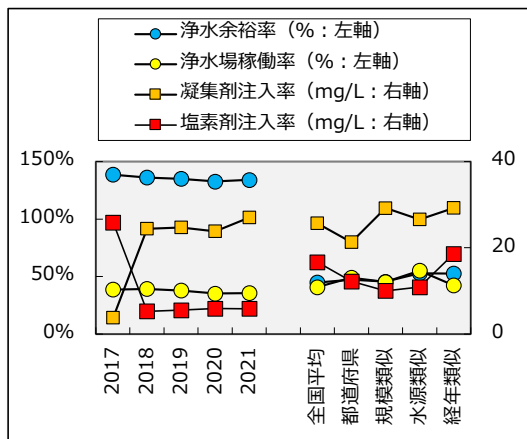 浄水余裕率(%:左軸)
浄水場稼働率(%:左軸)
凝集剤注入率(mg/L:右軸)
塩素剤注入率(mg/L:右軸)
150%
100%
50%
0%
40
20
0
2017
2018
2019
2020
2021
全国平均
都道府県
規模類似
水源類似
経年類似